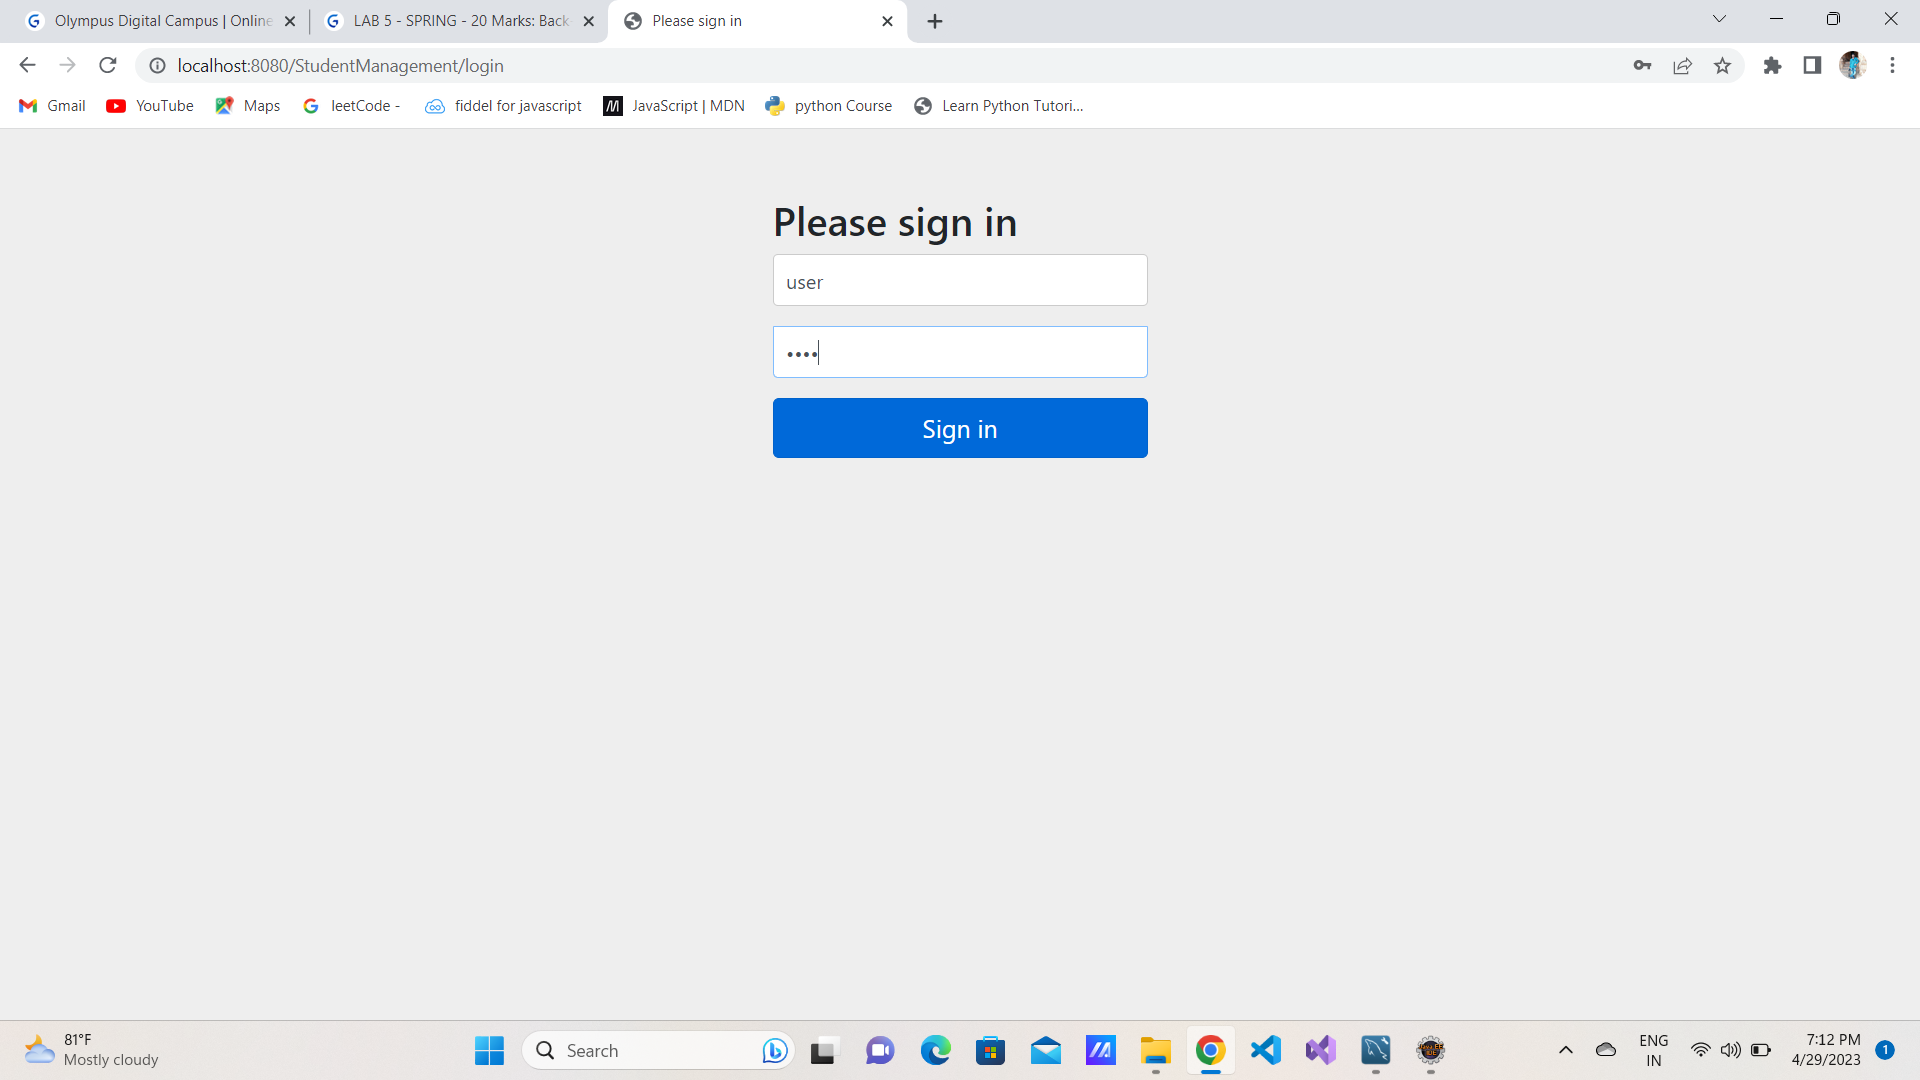 Olympus Digital Campus | Online
LAB 5 - SPRING - 20 Marks: Back
Please sign in
localhost:8080/StudentManagement/login
Gmail
YouTube
Maps
leetCode -
fiddel for javascript
JavaScript | MDN
python Course
Learn Python Tutori...
Please sign in
user
Sign in
81°F
Mostly cloudy
Search
ENG
IN
7:12 PM
4/29/2023
1